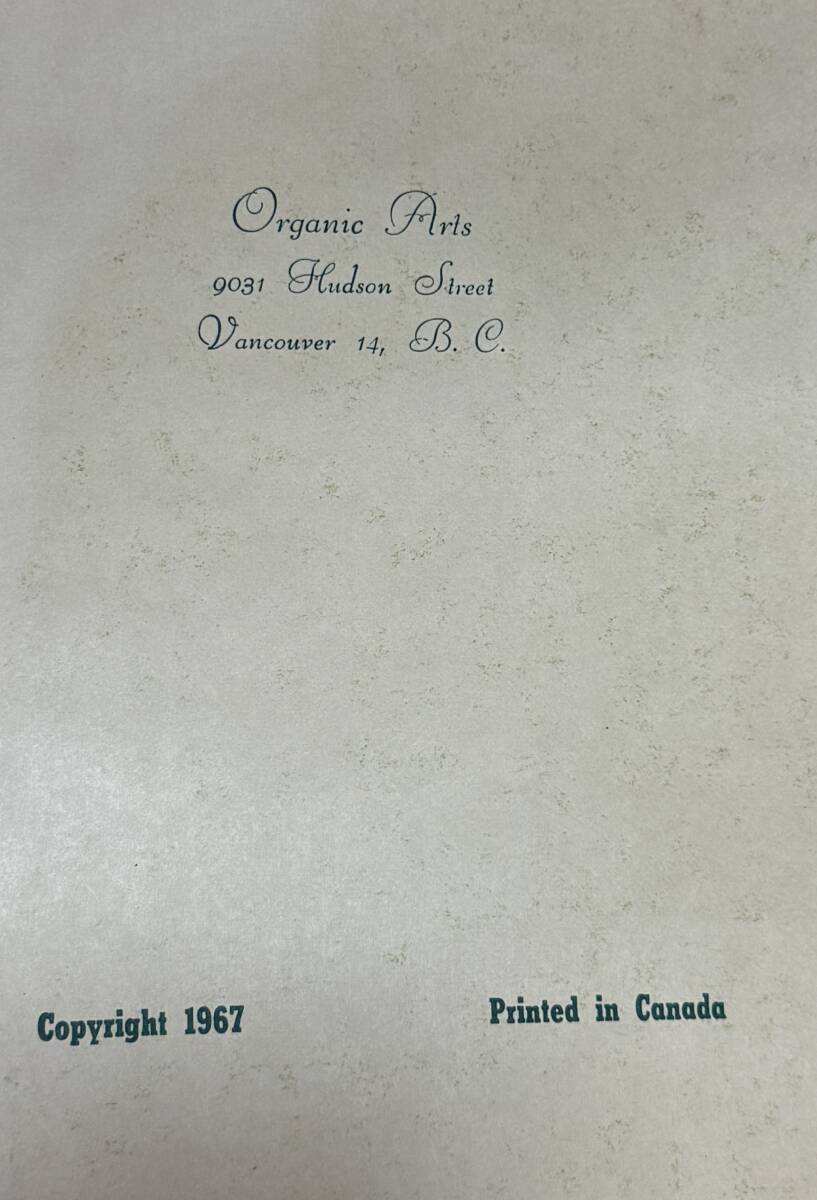 Organic Arts
9031 Hudson Street
Vancouver 14, B. C.
Copyright 1967
Printed in Canada